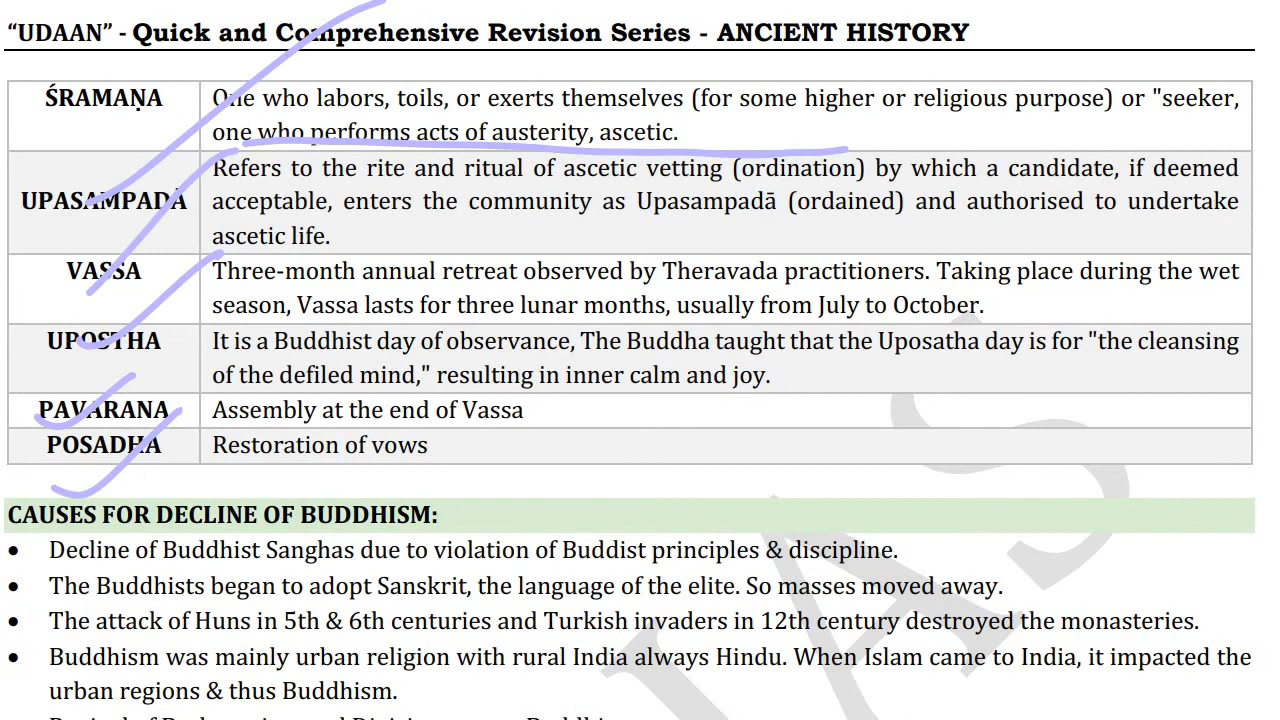 “UDAAN” - Quick and Comprehensive Revision Series - ANCIENT HISTORY
ŚRAMAṆA
One who labors, toils, or exerts themselves (for some higher or religious purpose) or "seeker,
one who performs acts of austerity, ascetic.
UPASAMPADĀ
Refers to the rite and ritual of ascetic vetting (ordination) by which a candidate, if deemed
acceptable, enters the community as Upasampadā (ordained) and authorised to undertake
ascetic life.
VASSA
Three-month annual retreat observed by Theravada practitioners. Taking place during the wet
season, Vassa lasts for three lunar months, usually from July to October.
UPOSTHA
It is a Buddhist day of observance, The Buddha taught that the Uposatha day is for "the cleansing
of the defiled mind," resulting in inner calm and joy.
PAVARANA
Assembly at the end of Vassa
POSADHA
Restoration of vows
CAUSES FOR DECLINE OF BUDDHISM:
• Decline of Buddhist Sanghas due to violation of Buddist principles & discipline.
• The Buddhists began to adopt Sanskrit, the language of the elite. So masses moved away.
• The attack of Huns in 5th & 6th centuries and Turkish invaders in 12th century destroyed the monasteries.
• Buddhism was mainly urban religion with rural India always Hindu. When Islam came to India, it impacted the
urban regions & thus Buddhism.
IAS